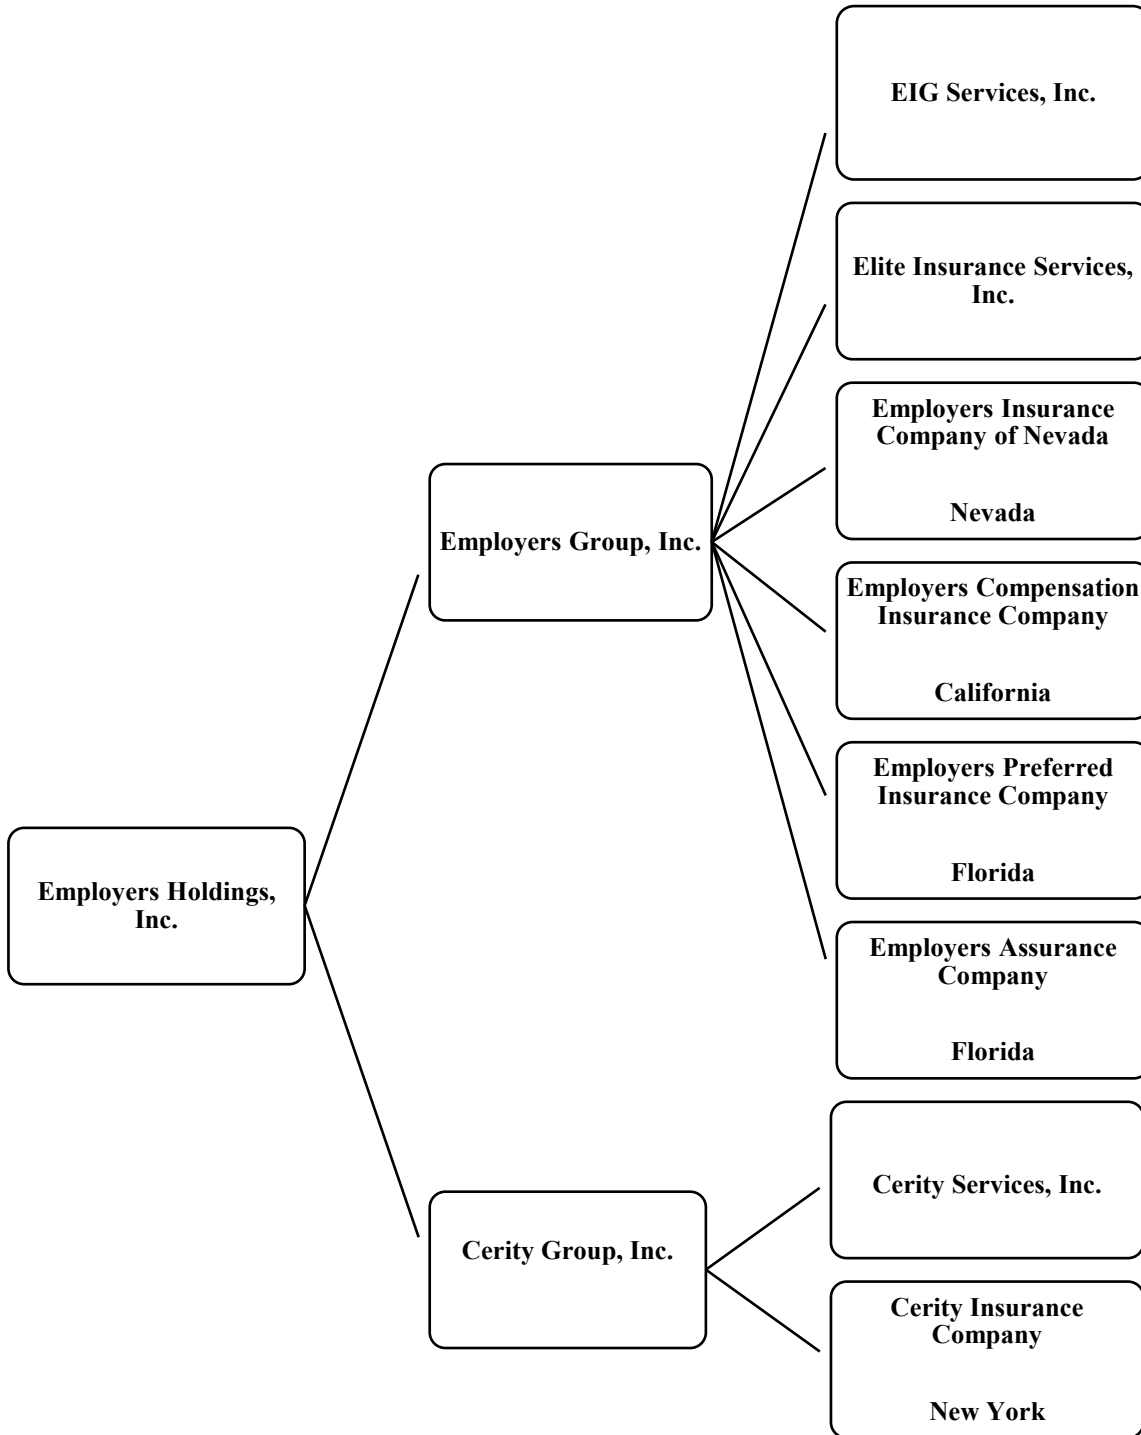 EIG Services, Inc.
Elite Insurance Services,
Inc.
Employers Insurance
Company of Nevada
Nevada
Employers Group, Inc.
Employers Compensation
Insurance Company
California
Employers Preferred
Insurance Company
Florida
Employers Holdings,
Inc.
Employers Assurance
Company
Florida
Cerity Services, Inc.
Cerity Group, Inc.
Cerity Insurance
Company
New York